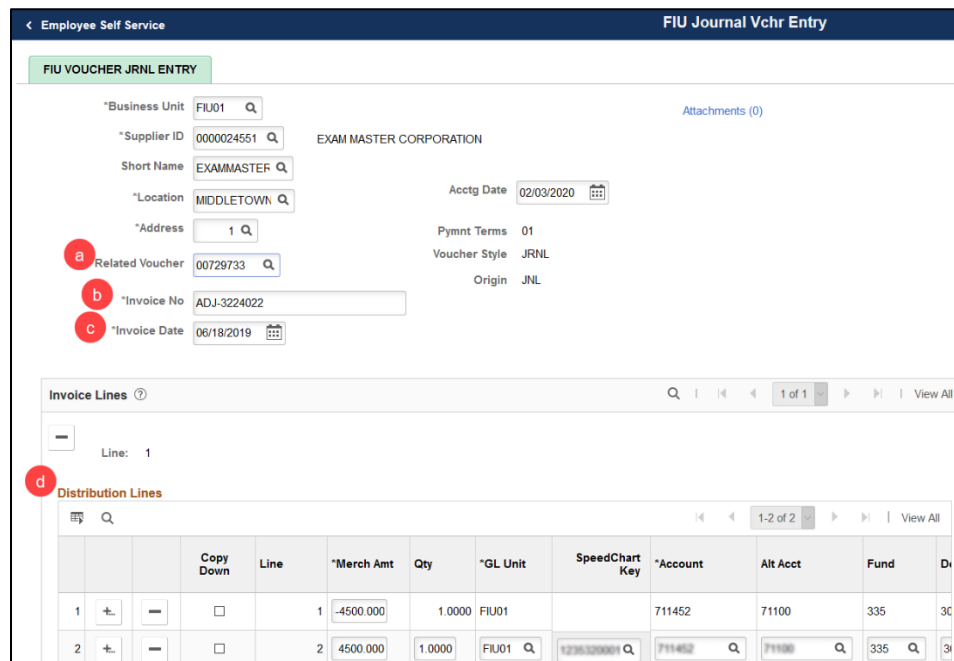 Employee Self Service
FIU Journal Vchr Entry
FIU VOUCHER JRNL ENTRY
*Business Unit FIU01
Attachments (0)
*Supplier ID 0000024551 EXAM MASTER CORPORATION
Short Name EXAMMASTER
*Location MIDDLETOWN
Acctg Date 02/03/2020
*Address 1
Pymnt Terms 01
a Related Voucher 00729733
Voucher Style JRNL
Origin JNL
b *Invoice No ADJ-3224022
c *Invoice Date 06/18/2019
Invoice Lines ? 1 of 1 View All
Line: 1
d
Distribution Lines
1-2 of 2 View All
Copy Down Line *Merch Amt Qty *GL Unit SpeedChart Key *Account Alt Acct Fund
1 1 -4500.000 1.0000 FIU01 711452 71100 335
2 2 4500.000 1.0000 FIU01 1235320001 711452 71100 335